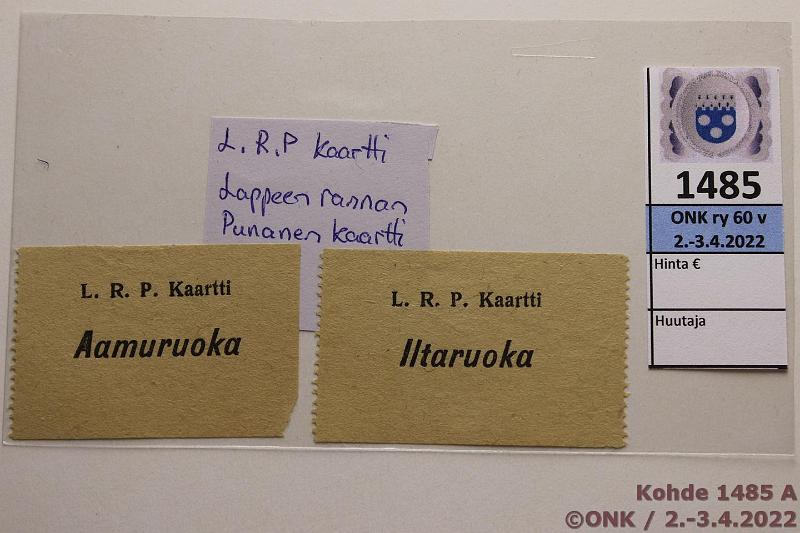 L.R.P kaartti
Lappeen rannan
Punanen kaartti
L. R. P. Kaartti
Aamuruoka
L. R. P. Kaartti
Iltaruoka
1485
ONK ry 60 v
2.-3.4.2022
Hinta €
Huutaja
Kohde 1485 A
©ONK / 2.-3.4.2022